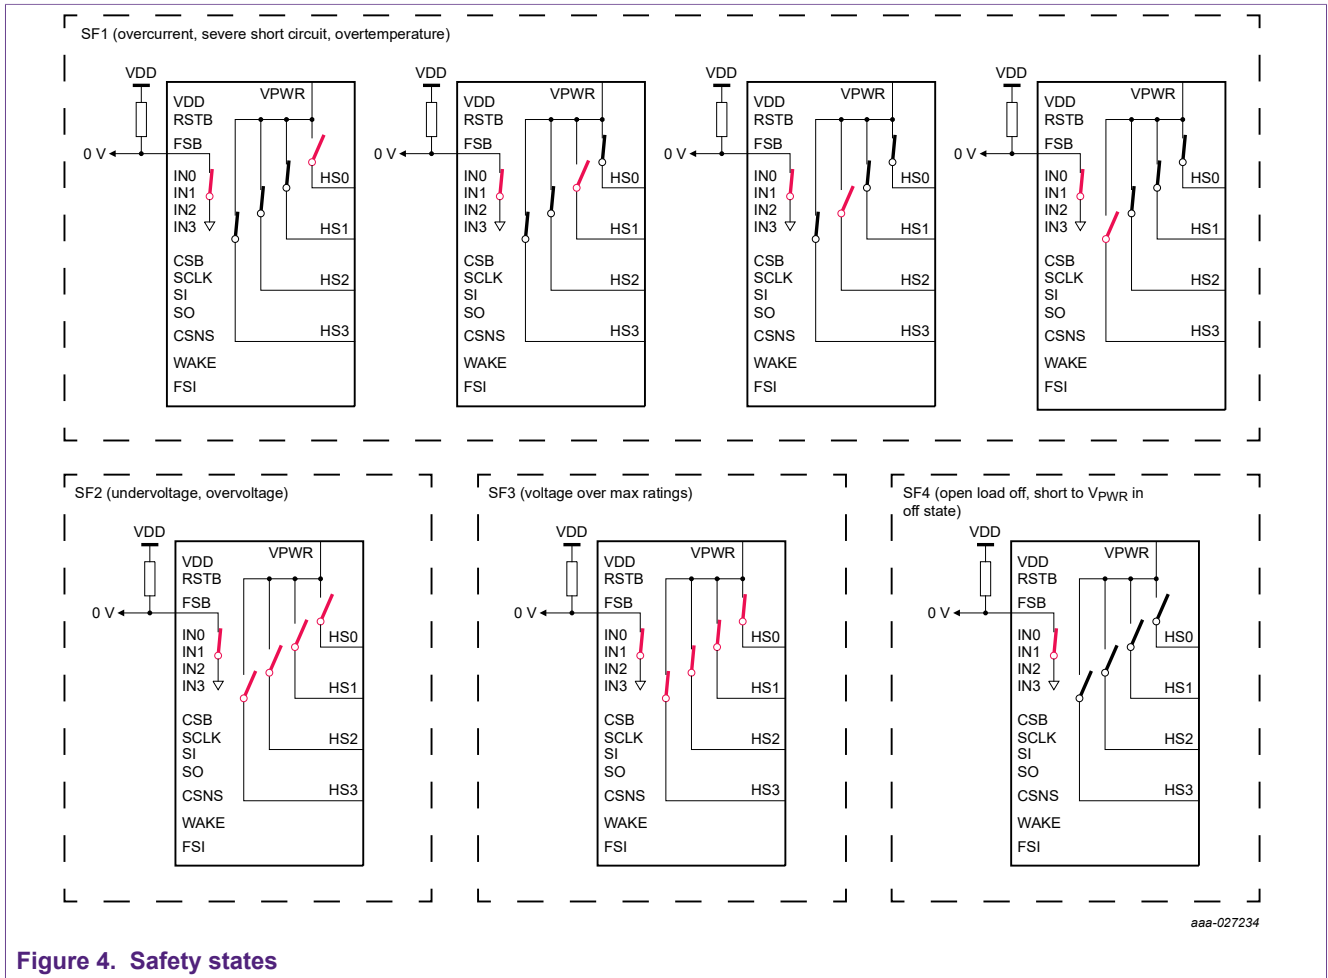 SF1 (overcurrent, severe short circuit, overtemperature)
VDD
VPWR
VDD
RSTB
FSB
0 V
IN0
IN1
IN2
IN3
HS0
HS1
CSB
SCLK
SI
SO
HS2
HS3
CSNS
WAKE
FSI
VDD
VPWR
VDD
RSTB
FSB
0 V
IN0
IN1
IN2
IN3
HS0
HS1
CSB
SCLK
SI
SO
HS2
HS3
CSNS
WAKE
FSI
VDD
VPWR
VDD
RSTB
FSB
0 V
IN0
IN1
IN2
IN3
HS0
HS1
CSB
SCLK
SI
SO
HS2
HS3
CSNS
WAKE
FSI
VDD
VPWR
VDD
RSTB
FSB
0 V
IN0
IN1
IN2
IN3
HS0
HS1
CSB
SCLK
SI
SO
HS2
HS3
CSNS
WAKE
FSI
SF2 (undervoltage, overvoltage)
VDD
VPWR
VDD
RSTB
FSB
0 V
IN0
IN1
IN2
IN3
HS0
HS1
CSB
SCLK
SI
SO
HS2
HS3
CSNS
WAKE
FSI
SF3 (voltage over max ratings)
VDD
VPWR
VDD
RSTB
FSB
0 V
IN0
IN1
IN2
IN3
HS0
HS1
CSB
SCLK
SI
SO
HS2
HS3
CSNS
WAKE
FSI
SF4 (open load off, short to VPWR in
off state)
VDD
VPWR
VDD
RSTB
FSB
0 V
IN0
IN1
IN2
IN3
HS0
HS1
CSB
SCLK
SI
SO
HS2
HS3
CSNS
WAKE
FSI
aaa-027234
Figure 4. Safety states